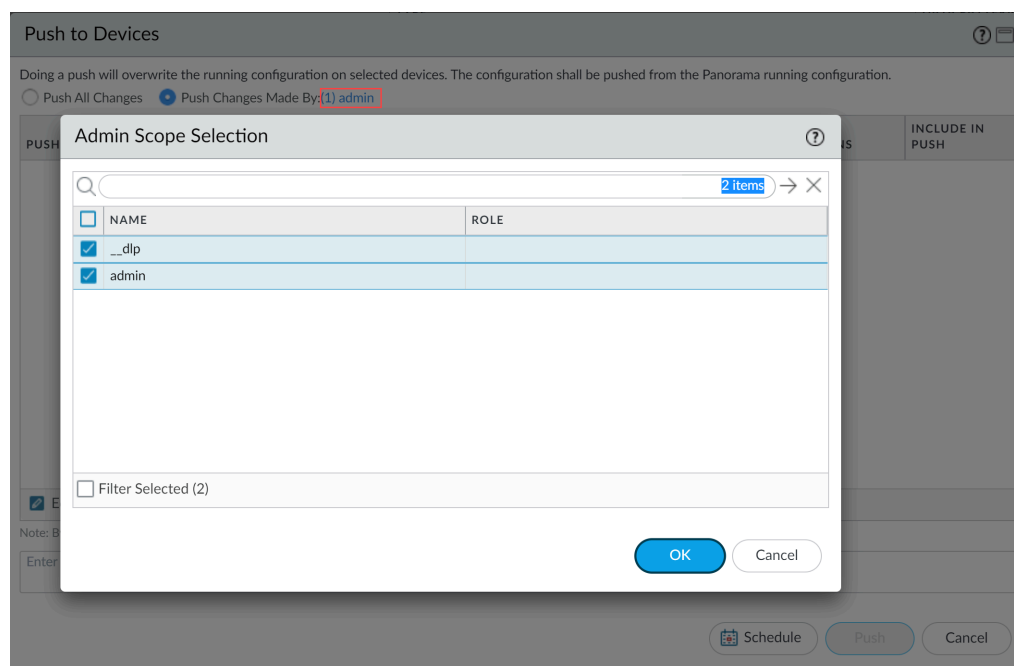 Push to Devices
Doing a push will overwrite the running configuration on selected devices. The configuration shall be pushed from the Panorama running configuration.
Push All Changes Push Changes Made By:(1) admin
PUSH
INCLUDE IN
PUSH
Admin Scope Selection
2 items
NAME ROLE
__dlp
admin
Filter Selected (2)
Note: B
Enter
OK Cancel
Schedule Push Cancel